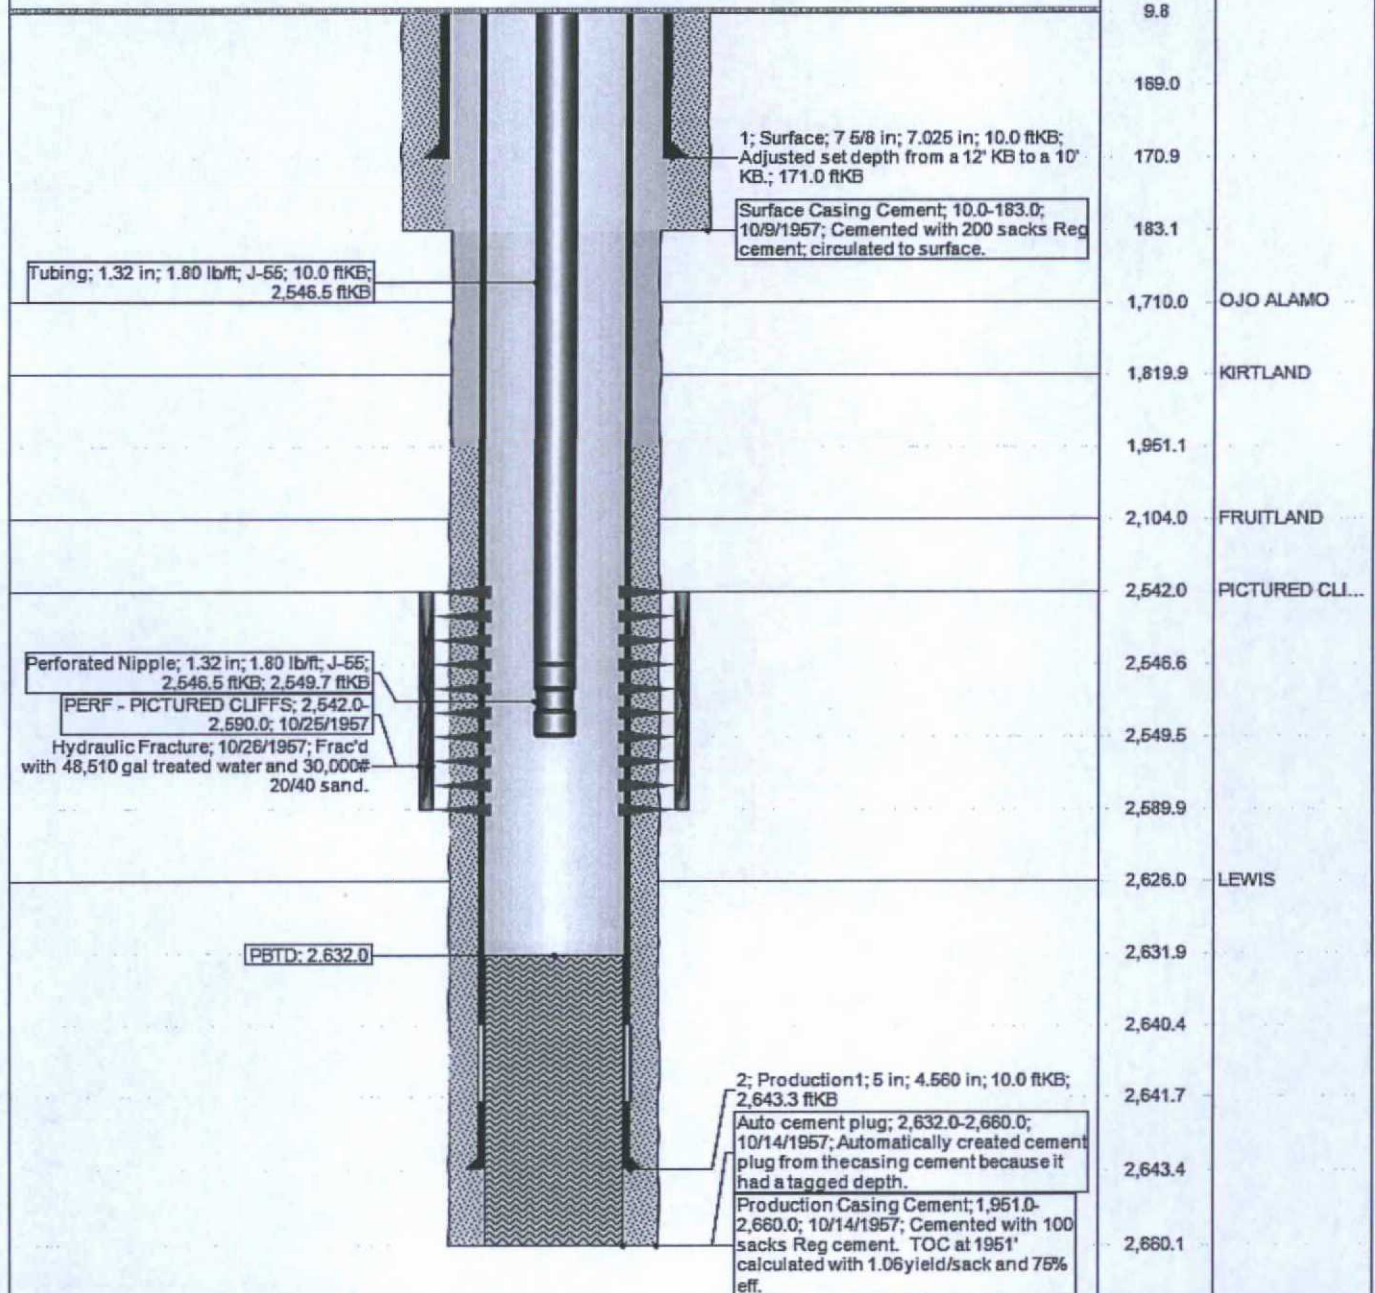 9.8
169.0
1; Surface; 7 5/8 in; 7.025 in; 10.0 ftKB;
Adjusted set depth from a 12' KB to a 10'
KB.; 171.0 ftKB
170.9
Surface Casing Cement; 10.0-183.0;
10/9/1957; Cemented with 200 sacks Reg
cement; circulated to surface.
183.1
Tubing; 1.32 in; 1.80 lb/ft; J-55; 10.0 ftKB;
2,546.5 ftKB
1,710.0 OJO ALAMO
1,819.9 KIRTLAND
1,951.1
2,104.0 FRUITLAND
2,542.0 PICTURED CLI...
Perforated Nipple; 1.32 in; 1.80 lb/ft; J-55;
2,546.5 ftKB; 2,549.7 ftKB
2,546.6
PERF - PICTURED CLIFFS; 2,542.0-
2,590.0; 10/25/1957
Hydraulic Fracture; 10/26/1957; Frac'd
with 48,510 gal treated water and 30,000#
20/40 sand.
2,549.5
2,589.9
2,626.0 LEWIS
PBTD: 2.632.0
2,631.9
2,640.4
2; Production1; 5 in; 4.560 in; 10.0 ftKB;
2,643.3 ftKB
2,641.7
Auto cement plug; 2,632.0-2,660.0;
10/14/1957; Automatically created cement
plug from thecasing cement because it
had a tagged depth.
2,643.4
Production Casing Cement; 1,951.0-
2,660.0; 10/14/1957; Cemented with 100
sacks Reg cement. TOC at 1951'
calculated with 1.06yield/sack and 75%
eff.
2,660.1